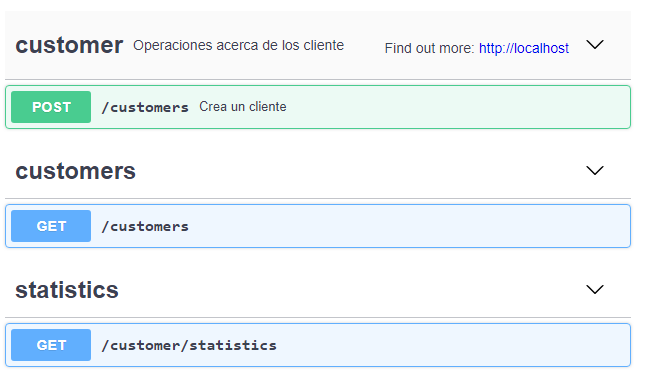 customer Operaciones acerca de los cliente Find out more: http://localhost
POST /customers Crea un cliente
customers
GET /customers
statistics
GET /customer/statistics